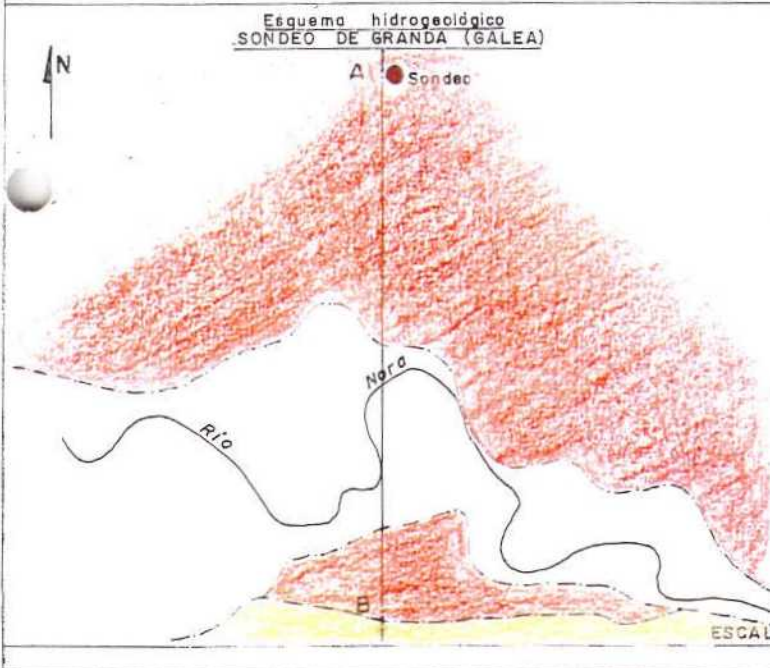 Esquema hidrogeológico
SONDEO DE GRANDA (GALEA)
N
A
Sondeo
Nora
Río
B
ESCAL